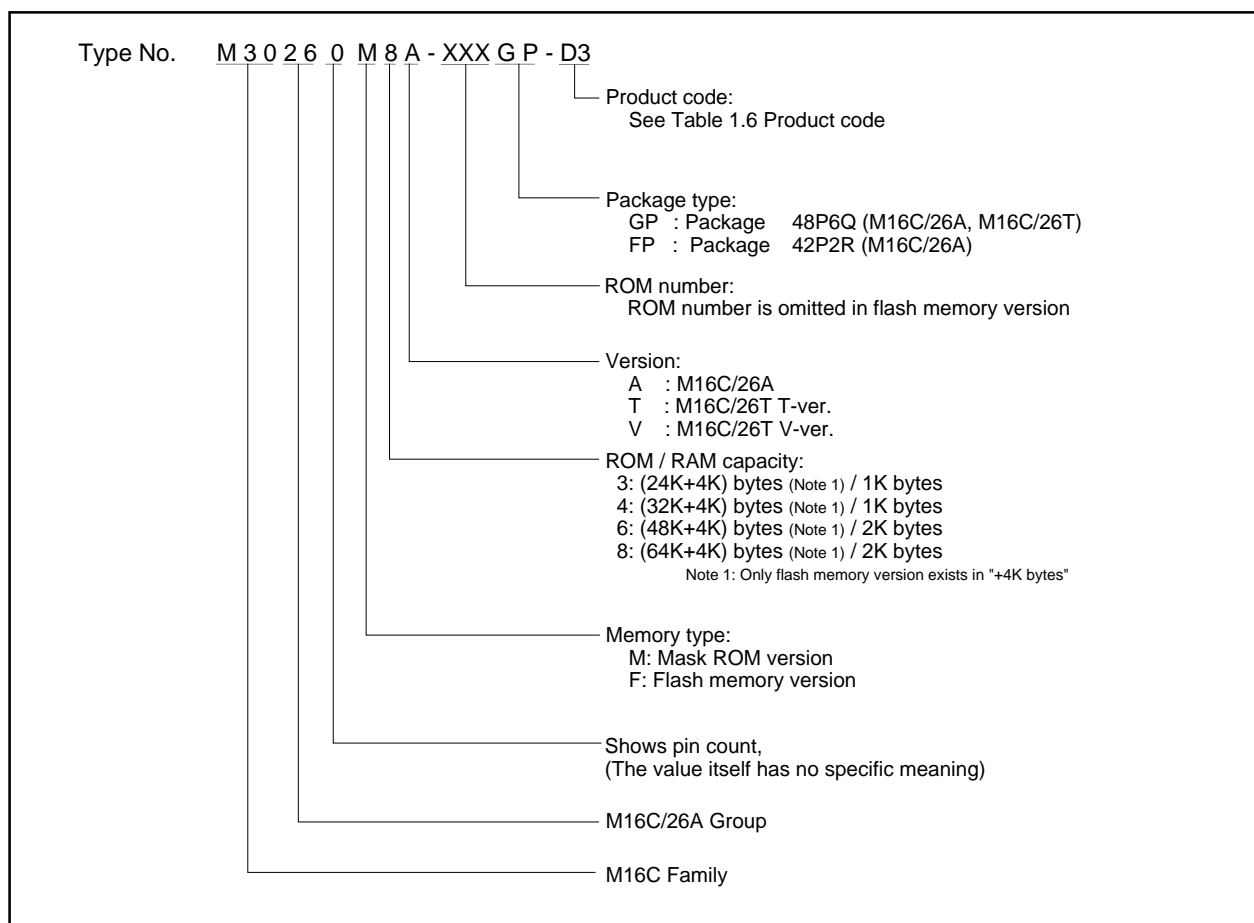 Type No. M 3 0 2 6 0 M 8 A - XXX G P - D3
Product code:
See Table 1.6 Product code
Package type:
GP : Package 48P6Q (M16C/26A, M16C/26T)
FP : Package 42P2R (M16C/26A)
ROM number:
ROM number is omitted in flash memory version
Version:
A : M16C/26A
T : M16C/26T T-ver.
V : M16C/26T V-ver.
ROM / RAM capacity:
3: (24K+4K) bytes (Note 1) / 1K bytes
4: (32K+4K) bytes (Note 1) / 1K bytes
6: (48K+4K) bytes (Note 1) / 2K bytes
8: (64K+4K) bytes (Note 1) / 2K bytes
Note 1: Only flash memory version exists in "+4K bytes"
Memory type:
M: Mask ROM version
F: Flash memory version
Shows pin count,
(The value itself has no specific meaning)
M16C/26A Group
M16C Family